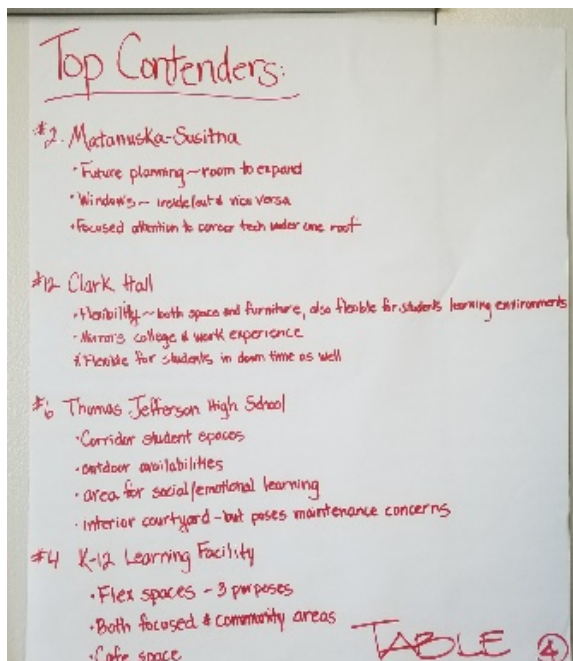 Top Contenders:
#2. Matanuska-Susitna
· Future planning ~ room to expand
· Window's ~ inside/out & vice versa
· Focused attention to career tech under one roof
#12 Clark Hall
· Flexibility ~ both space and furniture, also flexible for students learning environments
· Mirrors college & work experience
* Flexible for students in down time as well
#6 Thomas Jefferson High School
· Corridor student spaces
· outdoor availabilities
· area for social/emotional learning
· interior courtyard - but poses maintenance concerns
#4 K-12 Learning Facility
· Flex spaces - 3 purposes
· Both focused & community areas
· Cafe space
TABLE 4